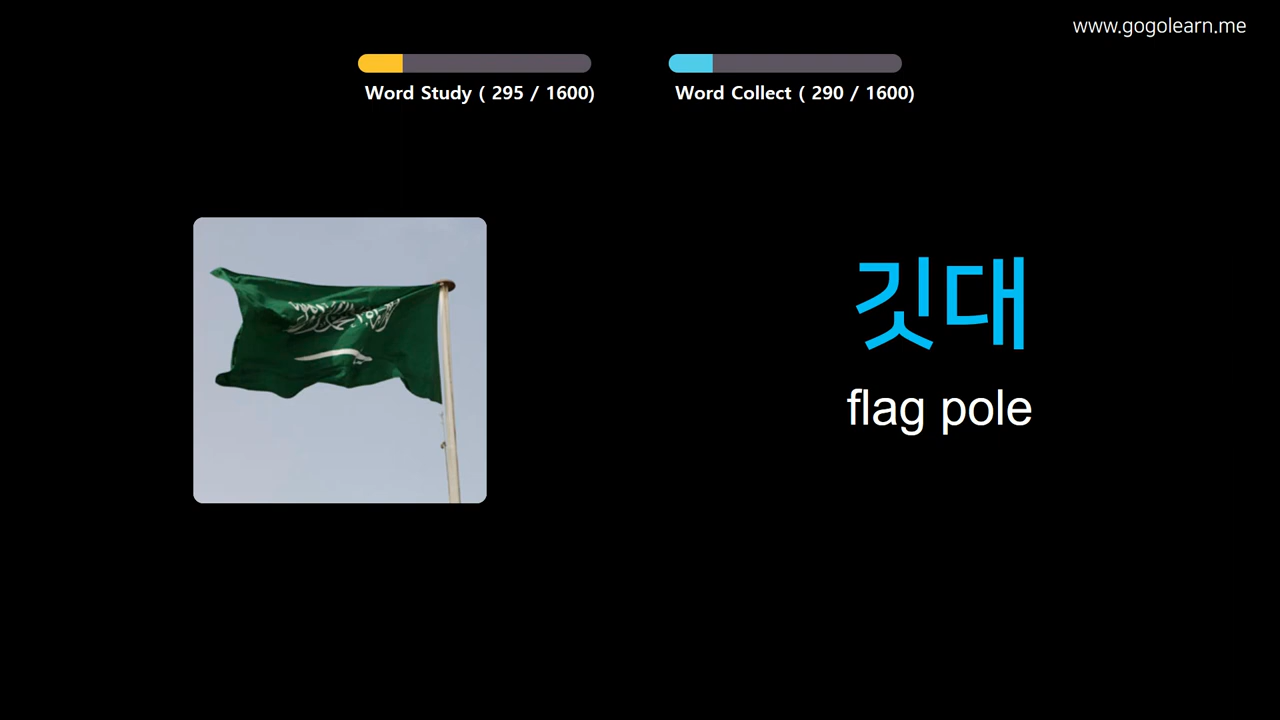 www.gogolearn.me
Word Study ( 295 / 1600)
Word Collect ( 290 / 1600)
깃대
flag pole